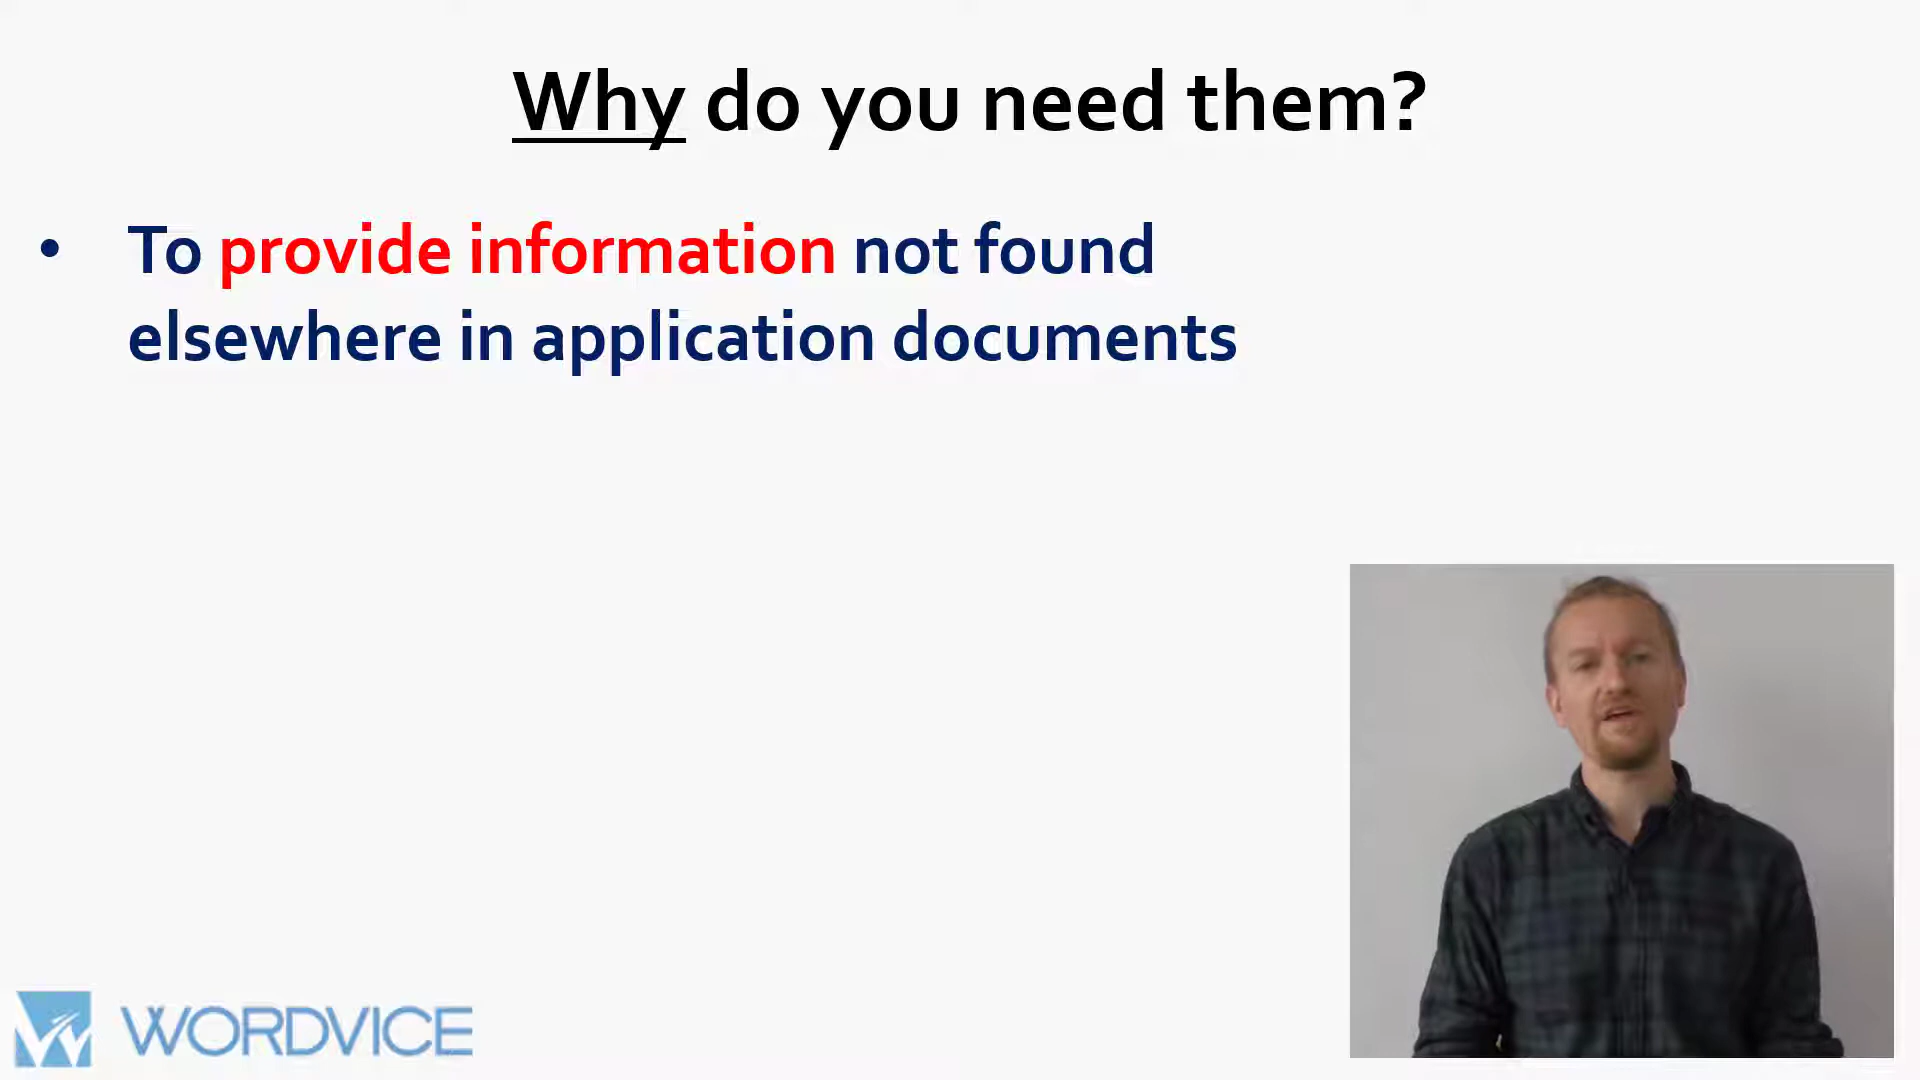 Why do you need them?
• To provide information not found
elsewhere in application documents
WORDVICE